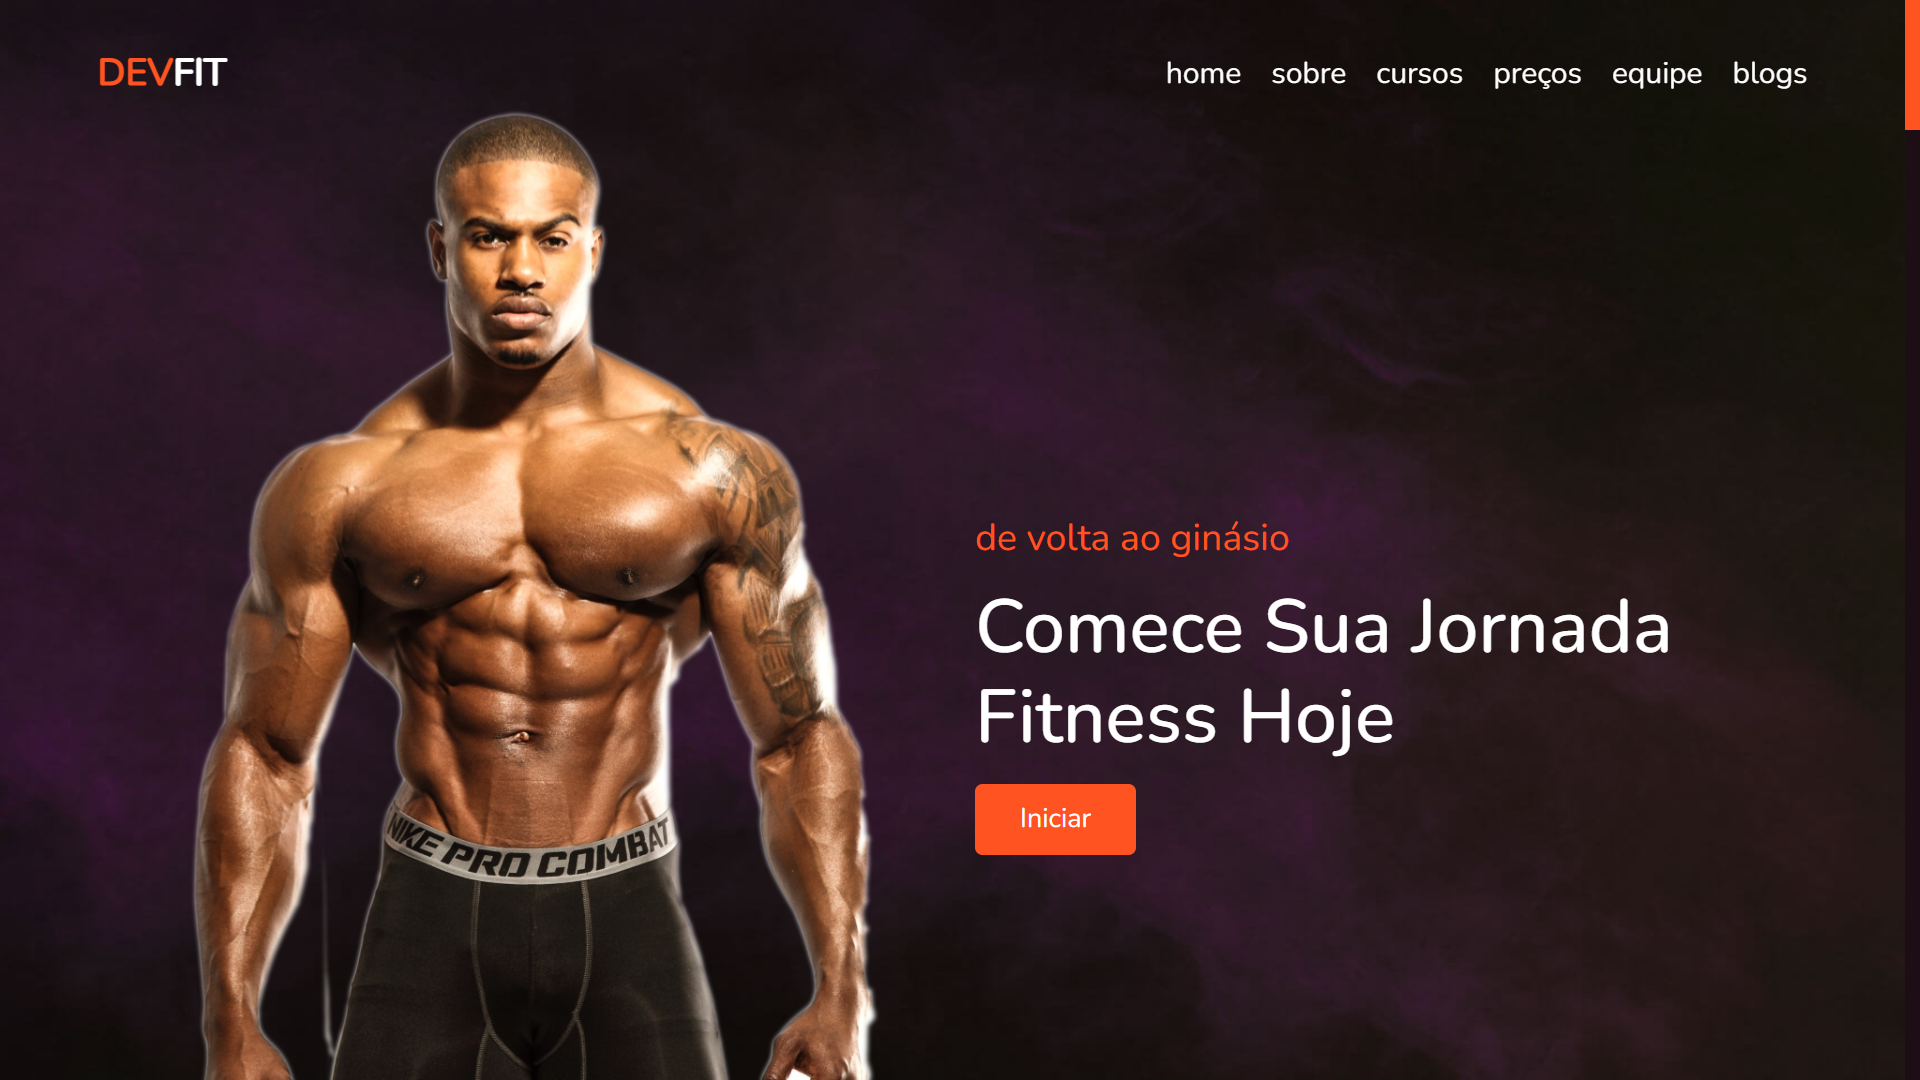 DEVFIT
home sobre cursos preços equipe blogs
de volta ao ginásio
Comece Sua Jornada
Fitness Hoje
Iniciar
NIKE PRO COMBAT